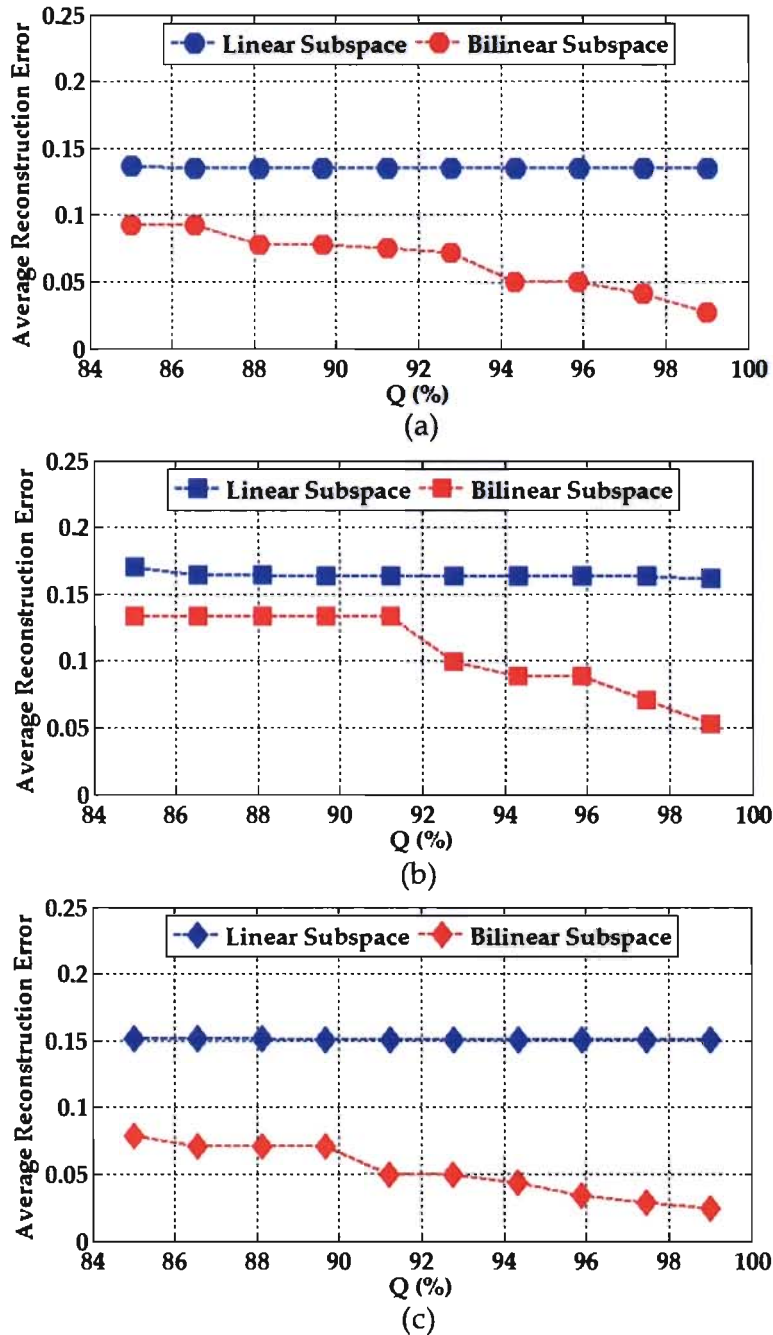 Average Reconstruction Error
0.25
0.2
0.15
0.1
0.05
0
Linear Subspace
Bilinear Subspace
84 86 88 90 92 94 96 98 100
Q (%)
(a)
Average Reconstruction Error
0.25
0.2
0.15
0.1
0.05
0
Linear Subspace
Bilinear Subspace
84 86 88 90 92 94 96 98 100
Q (%)
(b)
Average Reconstruction Error
0.25
0.2
0.15
0.1
0.05
0
Linear Subspace
Bilinear Subspace
84 86 88 90 92 94 96 98 100
Q (%)
(c)